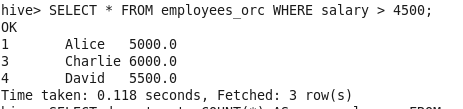 hive> SELECT * FROM employees_orc WHERE salary > 4500;
OK
1       Alice   5000.0
3       Charlie 6000.0
4       David   5500.0
Time taken: 0.118 seconds, Fetched: 3 row(s)